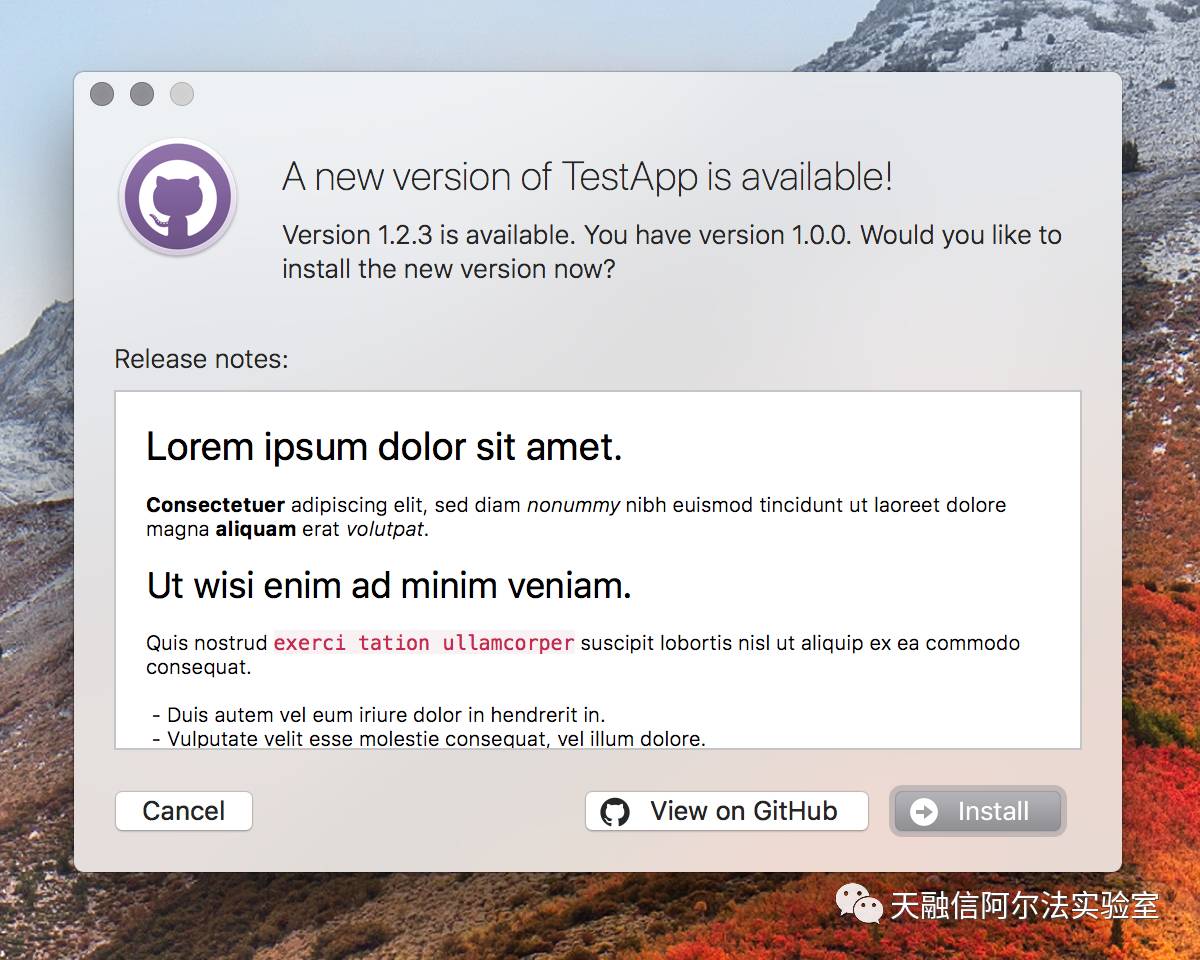 A new version of TestApp is available!
Version 1.2.3 is available. You have version 1.0.0. Would you like to
install the new version now?
Release notes:
Lorem ipsum dolor sit amet.
Consectetuer adipiscing elit, sed diam nonummy nibh euismod tincidunt ut laoreet dolore
magna aliquam erat volutpat.
Ut wisi enim ad minim veniam.
Quis nostrud exerci tation ullamcorper suscipit lobortis nisl ut aliquip ex ea commodo
consequat.
- Duis autem vel eum iriure dolor in hendrerit in.
- Vulputate velit esse molestie consequat, vel illum dolore.
Cancel
View on GitHub
Install
天融信阿尔法实验室